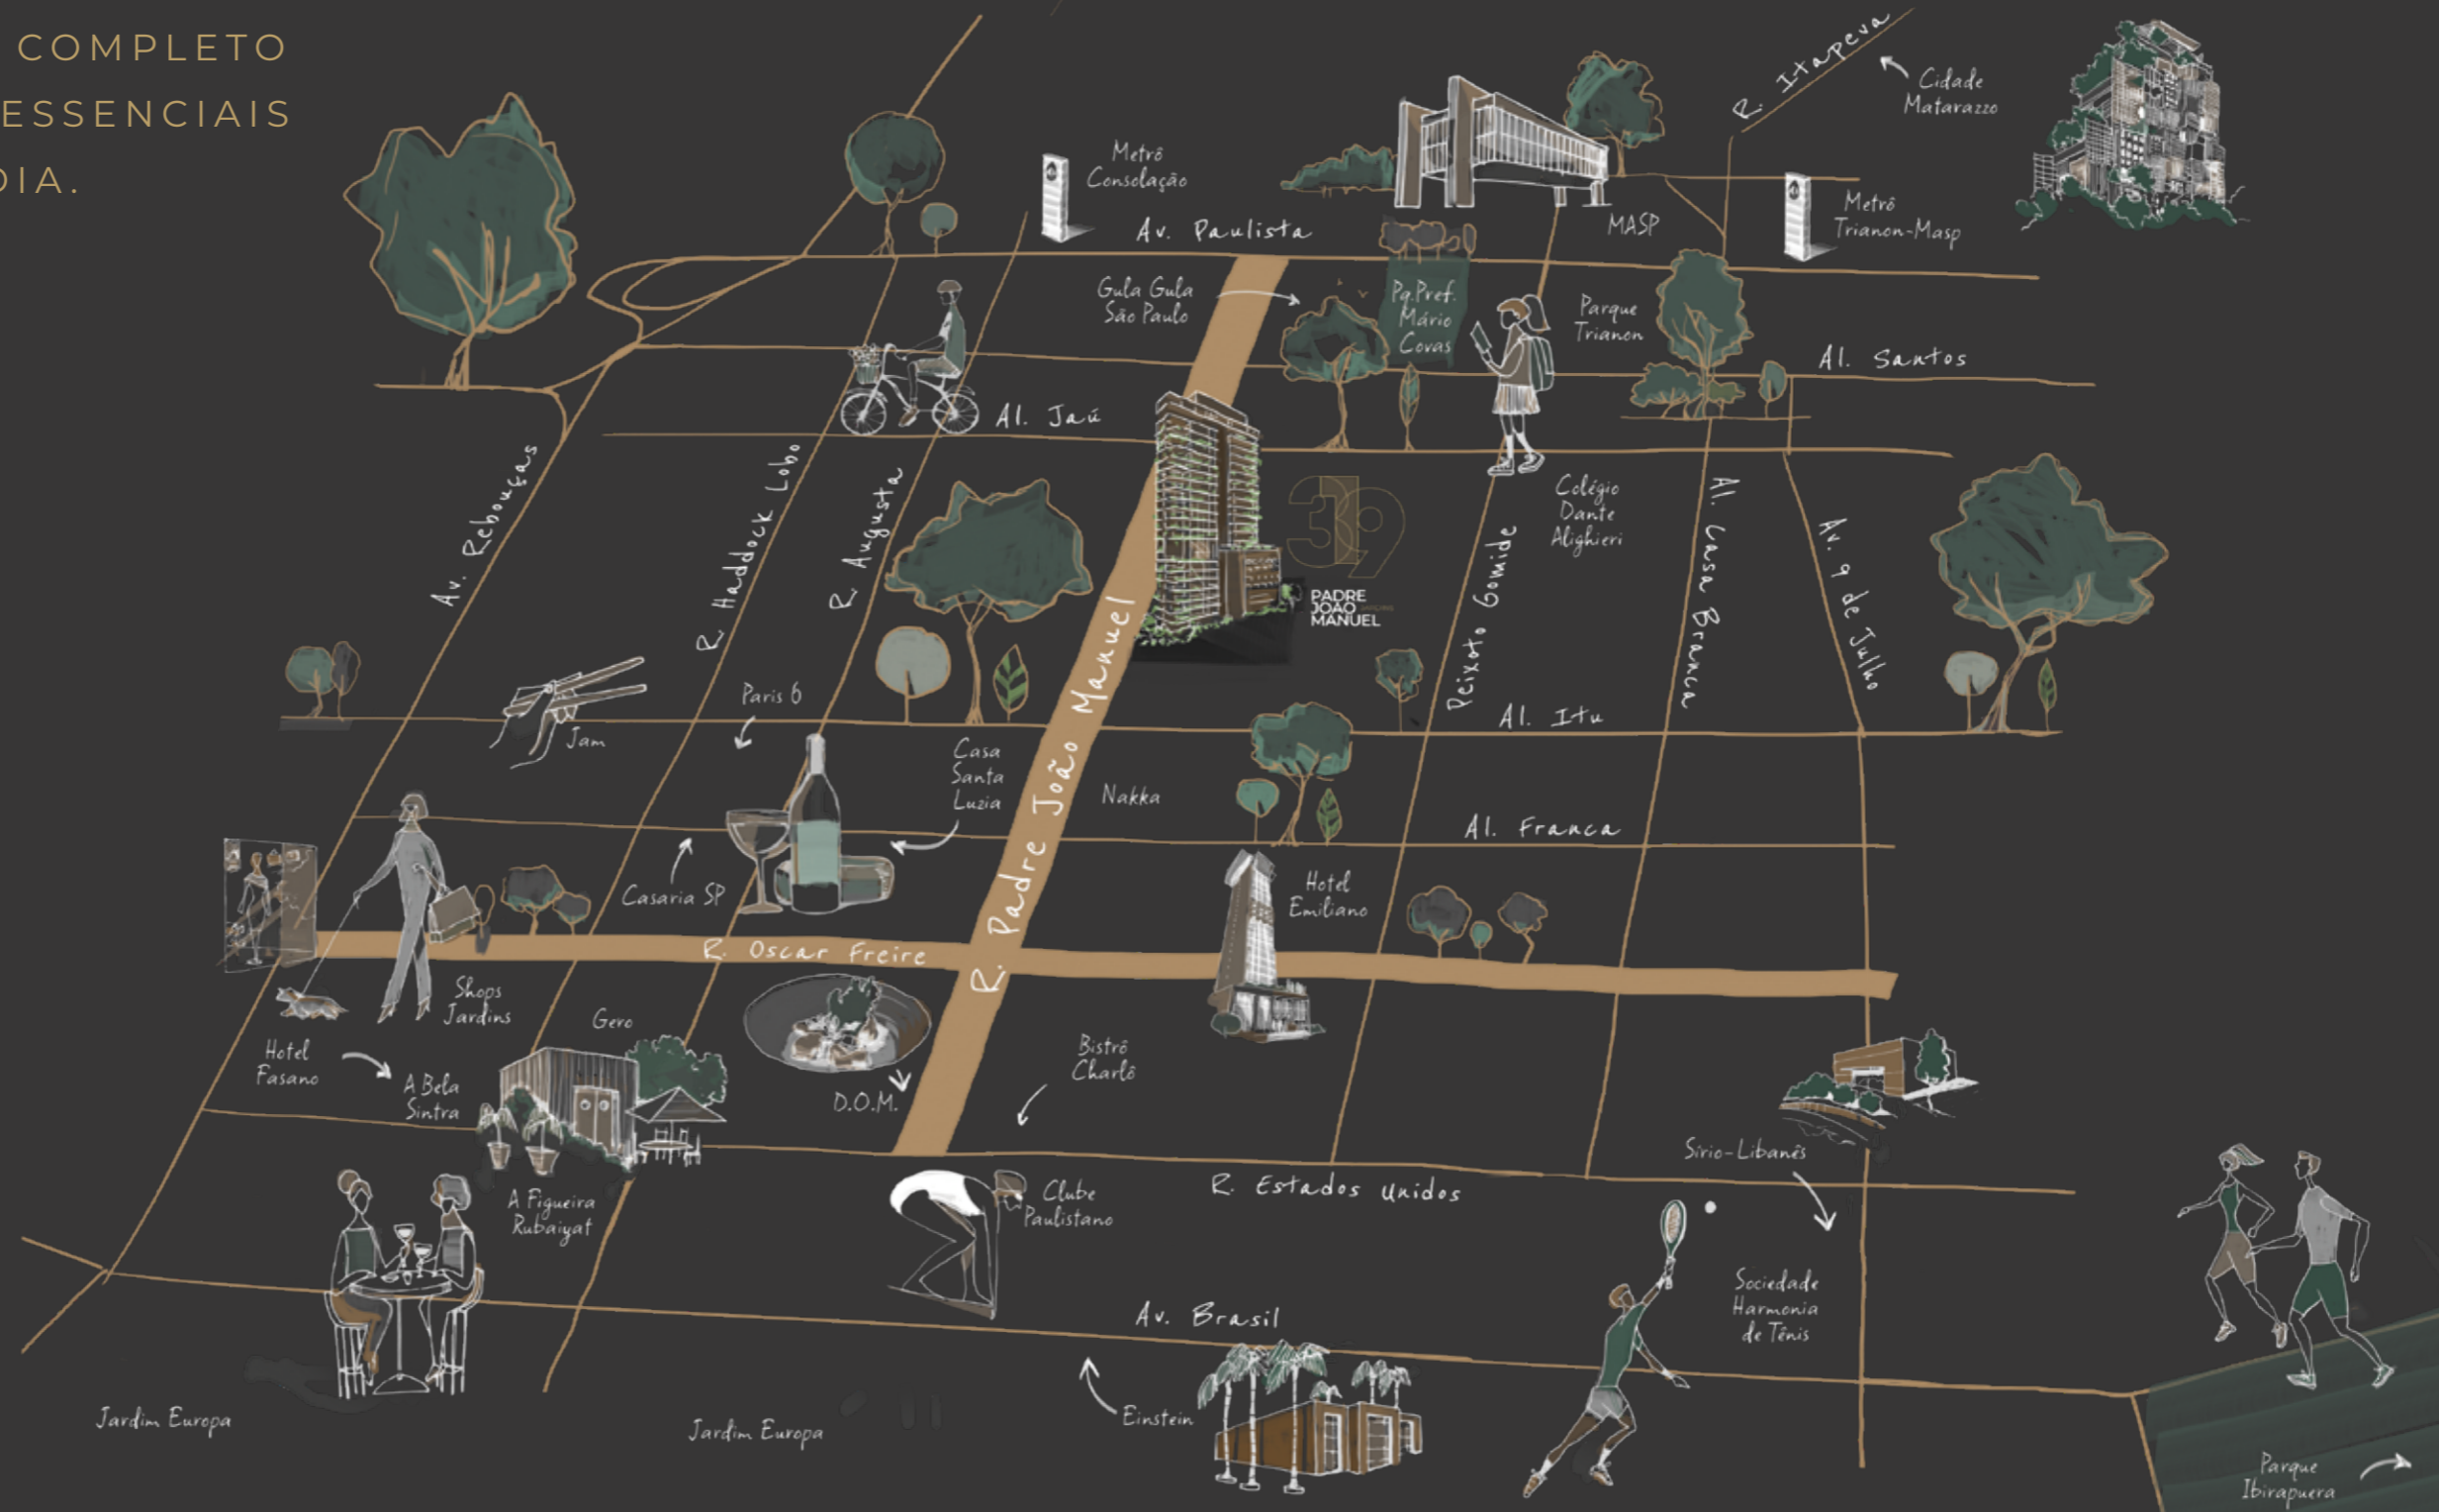 COMPLETO
ESSENCIAIS
DIA.
R. Itapeva
Cidade
Matarazzo
Metrô
Consolação
Av. Paulista
MASP
Metrô
Trianon-Masp
Gula Gula
São Paulo
Pq. Pref.
Mário
Covas
Parque
Trianon
Al. Santos
Al. Jaú
Av. Rebouças
R. Haddock Lobo
R. Augusta
319
PADRE
JOÃO JARDINS
MANUEL
Colégio
Dante
Alighieri
Peixoto Gomide
Al. Casa Branca
Av. 9 de Julho
Jam
Paris 6
Al. Itu
Casa
Santa
Luzia
Nakka
R. Padre João Manuel
Al. Franca
Casaria SP
Hotel
Emiliano
R. Oscar Freire
Shops
Jardins
Gero
Hotel
Fasano
A Bela
Sintra
D.O.M.
Bistrô
Charlô
Sírio-Libanês
A Figueira
Rubaiyat
Clube
Paulistano
R. Estados Unidos
Sociedade
Harmonia
de Tênis
Av. Brasil
Jardim Europa
Jardim Europa
Einstein
Parque
Ibirapuera